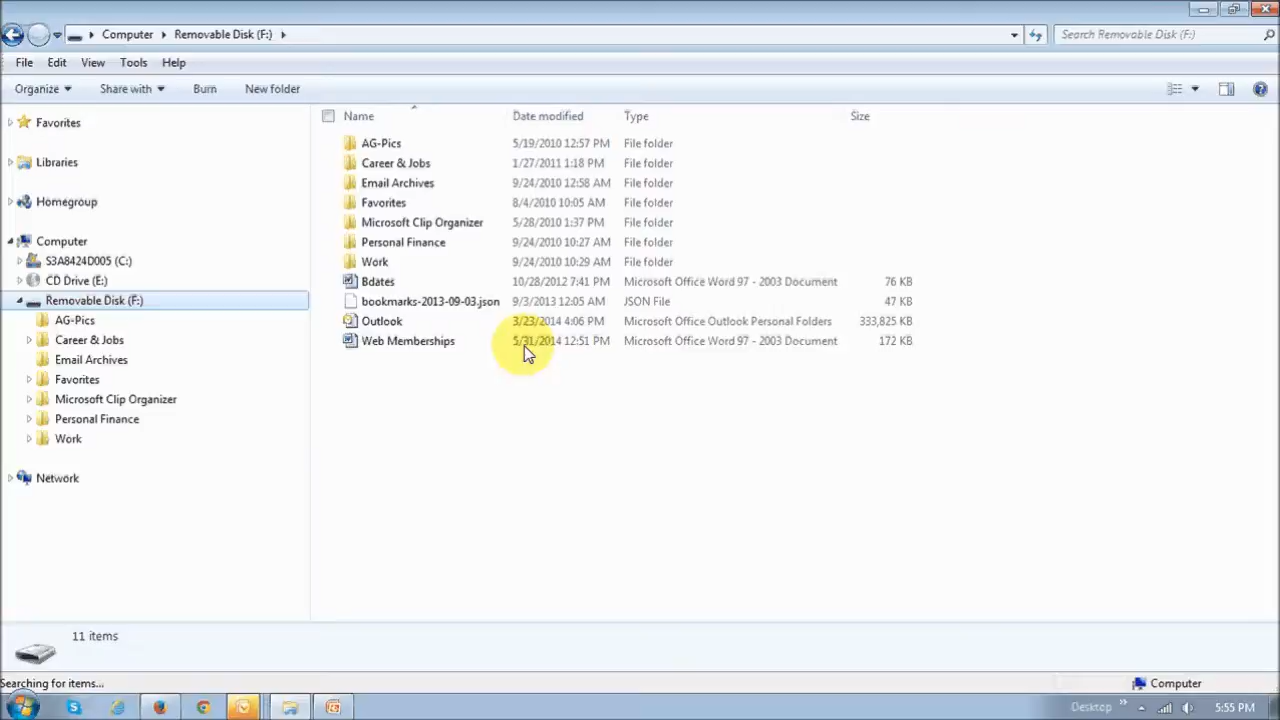 Computer Removable Disk (F:) Search Removable Disk (F:)
File Edit View Tools Help
Organize Share with Burn New folder
Name Date modified Type Size
Favorites
Libraries
Homegroup
Computer
S3A8424D005 (C:)
CD Drive (E:)
Removable Disk (F:)
AG-Pics
Career & Jobs
Email Archives
Favorites
Microsoft Clip Organizer
Personal Finance
Work
Network
AG-Pics 5/19/2010 12:57 PM File folder
Career & Jobs 1/27/2011 1:18 PM File folder
Email Archives 9/24/2010 12:58 AM File folder
Favorites 8/4/2010 10:05 AM File folder
Microsoft Clip Organizer 5/28/2010 1:37 PM File folder
Personal Finance 9/24/2010 10:27 AM File folder
Work 9/24/2010 10:29 AM File folder
Bdates 10/28/2012 7:41 PM Microsoft Office Word 97 - 2003 Document 76 KB
bookmarks-2013-09-03.json 9/3/2013 12:05 AM JSON File 47 KB
Outlook 3/23/2014 4:06 PM Microsoft Office Outlook Personal Folders 333,825 KB
Web Memberships 5/31/2014 12:51 PM Microsoft Office Word 97 - 2003 Document 172 KB
11 items
Searching for items... Computer
Desktop 5:55 PM